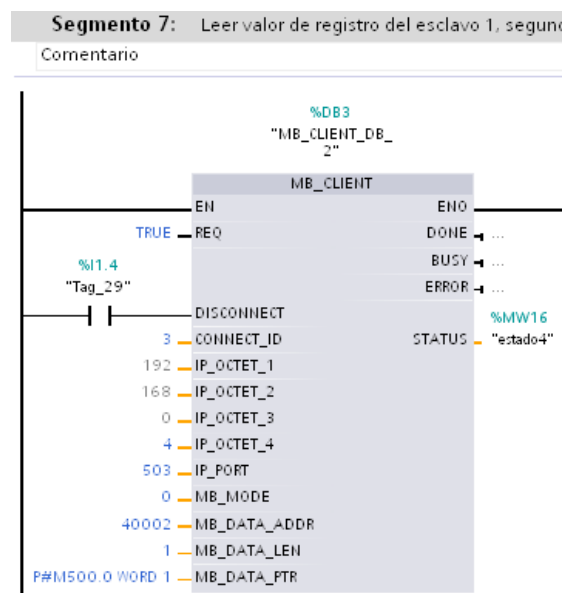 Segmento 7: Leer valor de registro del esclavo 1, segund
Comentario
%DB3
"MB_CLIENT_DB_
2"
MB_CLIENT
EN ENO
TRUE REQ DONE ...
BUSY ...
%I1.4
"Tag_29" ERROR ...
DISCONNECT
%MW16
3 CONNECT_ID STATUS "estado4"
192 IP_OCTET_1
168 IP_OCTET_2
0 IP_OCTET_3
4 IP_OCTET_4
503 IP_PORT
0 MB_MODE
40002 MB_DATA_ADDR
1 MB_DATA_LEN
P#M500.0 WORD 1 MB_DATA_PTR